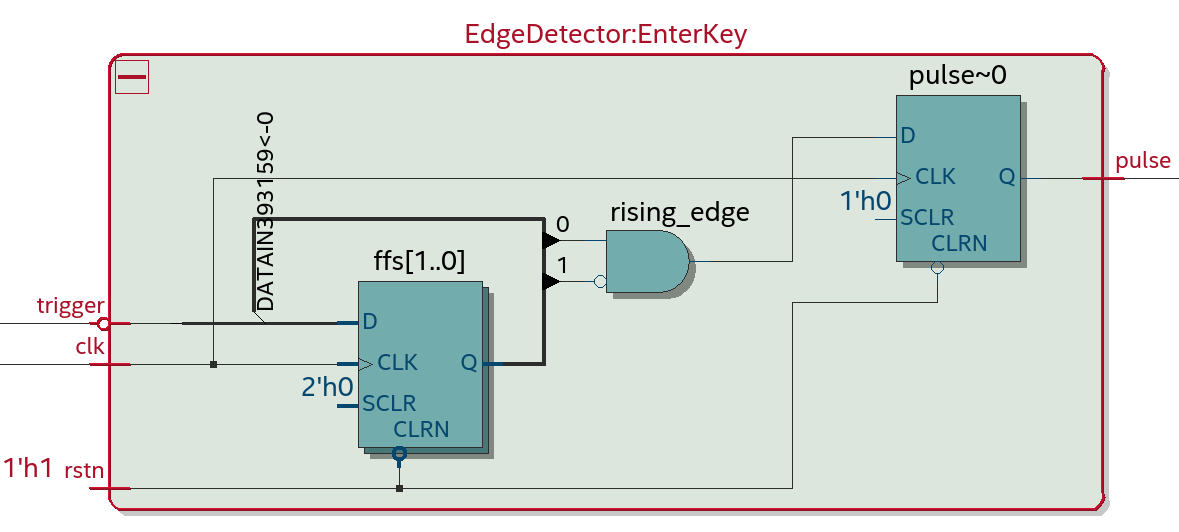 EdgeDetector:EnterKey
pulse~0
D
CLK
Q
pulse
1'h0
SCLR
CLRN
DATAIN393159<-0
0
rising_edge
1
ffs[1..0]
trigger
D
clk
CLK
Q
2'h0
SCLR
CLRN
1'h1 rstn